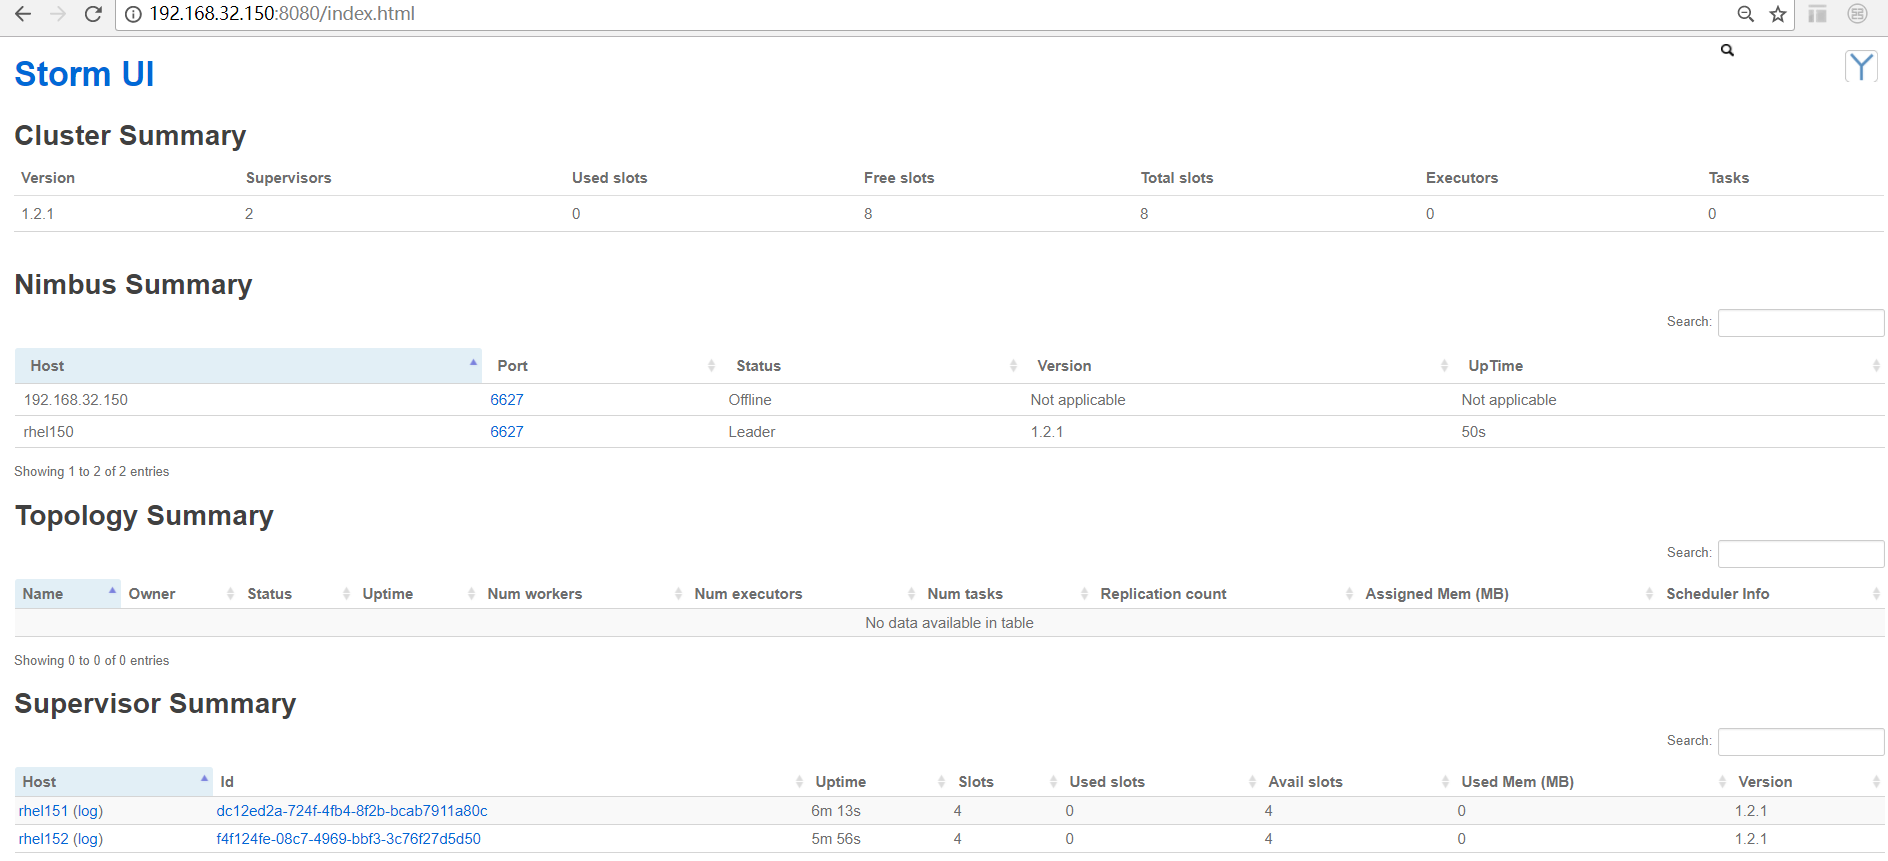 192.168.32.150:8080/index.html
Storm UI
Cluster Summary
Version Supervisors Used slots Free slots Total slots Executors Tasks
1.2.1 2 0 8 8 0 0
Nimbus Summary
Search:
Host Port Status Version UpTime
192.168.32.150 6627 Offline Not applicable Not applicable
rhel150 6627 Leader 1.2.1 50s
Showing 1 to 2 of 2 entries
Topology Summary
Search:
Name Owner Status Uptime Num workers Num executors Num tasks Replication count Assigned Mem (MB) Scheduler Info
No data available in table
Showing 0 to 0 of 0 entries
Supervisor Summary
Search:
Host Id Uptime Slots Used slots Avail slots Used Mem (MB) Version
rhel151 (log) dc12ed2a-724f-4fb4-8f2b-bcab7911a80c 6m 13s 4 0 4 0 1.2.1
rhel152 (log) f4f124fe-08c7-4969-bbf3-3c76f27d5d50 5m 56s 4 0 4 0 1.2.1